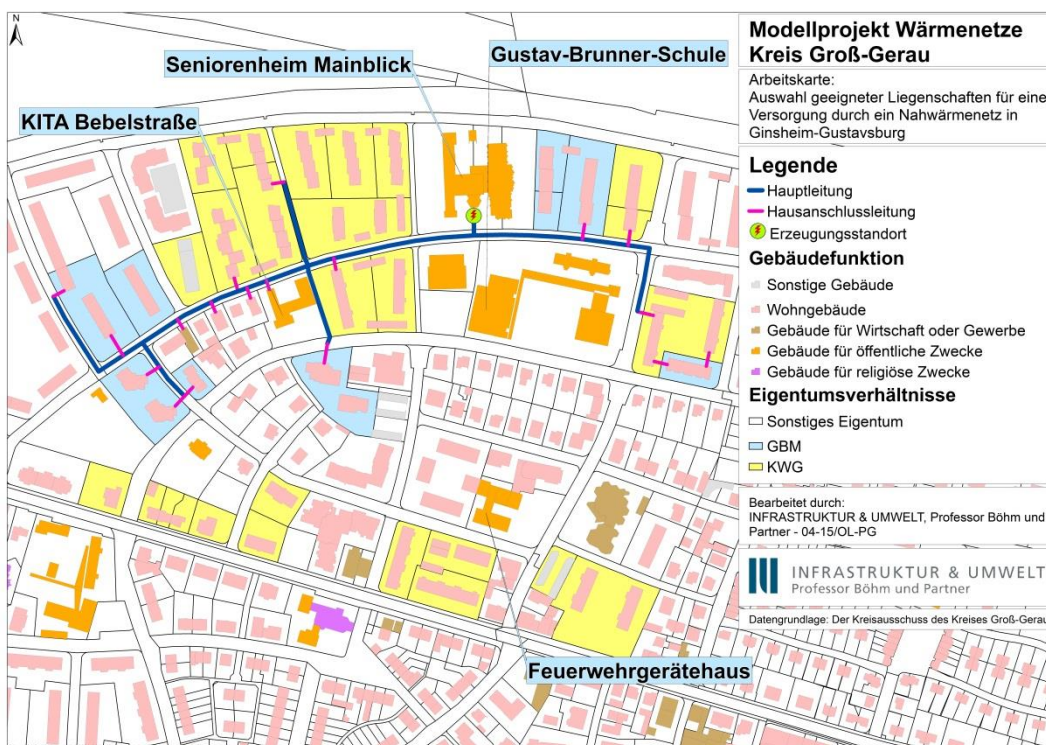 N
Seniorenheim Mainblick
Gustav-Brunner-Schule
KITA Bebelstraße
Feuerwehrgerätehaus
Modellprojekt Wärmenetze
Kreis Groß-Gerau
Arbeitskarte:
Auswahl geeigneter Liegenschaften für eine
Versorgung durch ein Nahwärmenetz in
Ginsheim-Gustavsburg
Legende
Hauptleitung
Hausanschlussleitung
Erzeugungsstandort
Gebäudefunktion
Sonstige Gebäude
Wohngebäude
Gebäude für Wirtschaft oder Gewerbe
Gebäude für öffentliche Zwecke
Gebäude für religiöse Zwecke
Eigentumsverhältnisse
Sonstiges Eigentum
GBM
KWG
Bearbeitet durch:
INFRASTRUKTUR & UMWELT, Professor Böhm und
Partner - 04-15/OL-PG
INFRASTRUKTUR & UMWELT
Professor Böhm und Partner
Datengrundlage: Der Kreisausschuss des Kreises Groß-Gerau